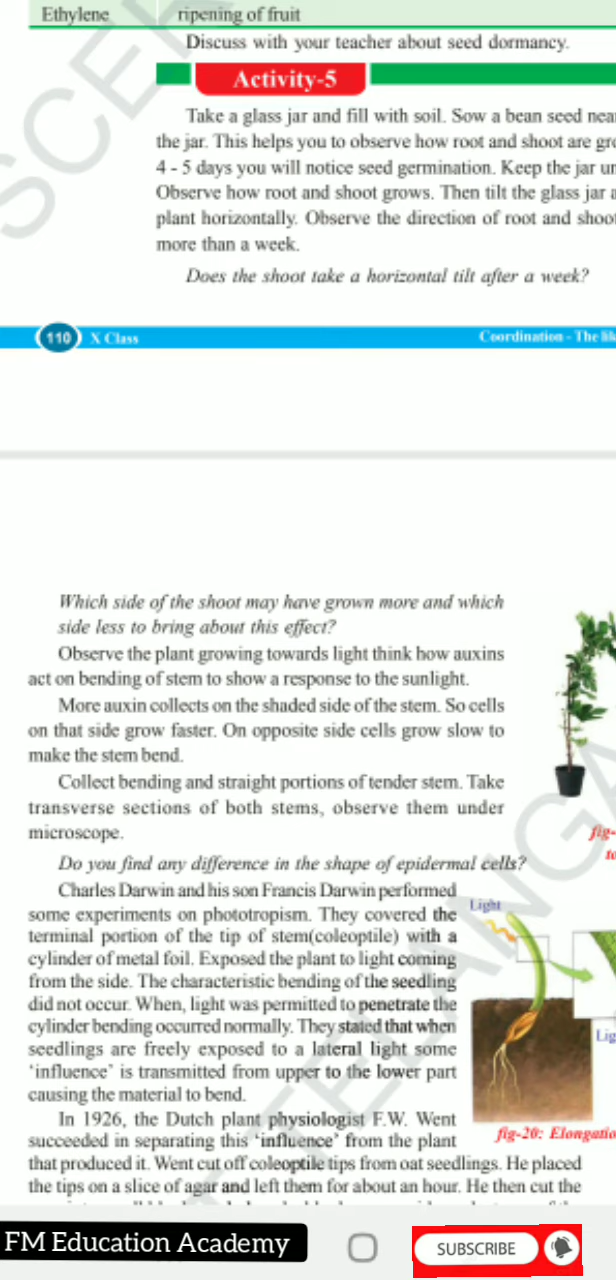 Ethylene ripening of fruit
Discuss with your teacher about seed dormancy.
Activity-5
Take a glass jar and fill with soil. Sow a bean seed near
the jar. This helps you to observe how root and shoot are
4 - 5 days you will notice seed germination. Keep the jar
Observe how root and shoot grows. Then tilt the glass jar
plant horizontally. Observe the direction of root and shoot
more than a week.
Does the shoot take a horizontal tilt after a week?
110 X Class Coordination - The
Which side of the shoot may have grown more and which
side less to bring about this effect?
Observe the plant growing towards light think how auxins
act on bending of stem to show a response to the sunlight.
More auxin collects on the shaded side of the stem. So cells
on that side grow faster. On opposite side cells grow slow to
make the stem bend.
Collect bending and straight portions of tender stem. Take
transverse sections of both stems, observe them under
microscope.
fig-
to
Do you find any difference in the shape of epidermal cells?
Charles Darwin and his son Francis Darwin performed
some experiments on phototropism. They covered the
terminal portion of the tip of stem(coleoptile) with a
cylinder of metal foil. Exposed the plant to light coming
from the side. The characteristic bending of the seedling
did not occur. When, light was permitted to penetrate the
cylinder bending occurred normally. They stated that when
seedlings are freely exposed to a lateral light some
'influence' is transmitted from upper to the lower part
causing the material to bend.
Light
Lig
fig-20: Elongatio
In 1926, the Dutch plant physiologist F.W. Went
succeeded in separating this 'influence' from the plant
that produced it. Went cut off coleoptile tips from oat seedlings. He placed
the tips on a slice of agar and left them for about an hour. He then cut the
SCER
TELANGA
FM Education Academy
SUBSCRIBE